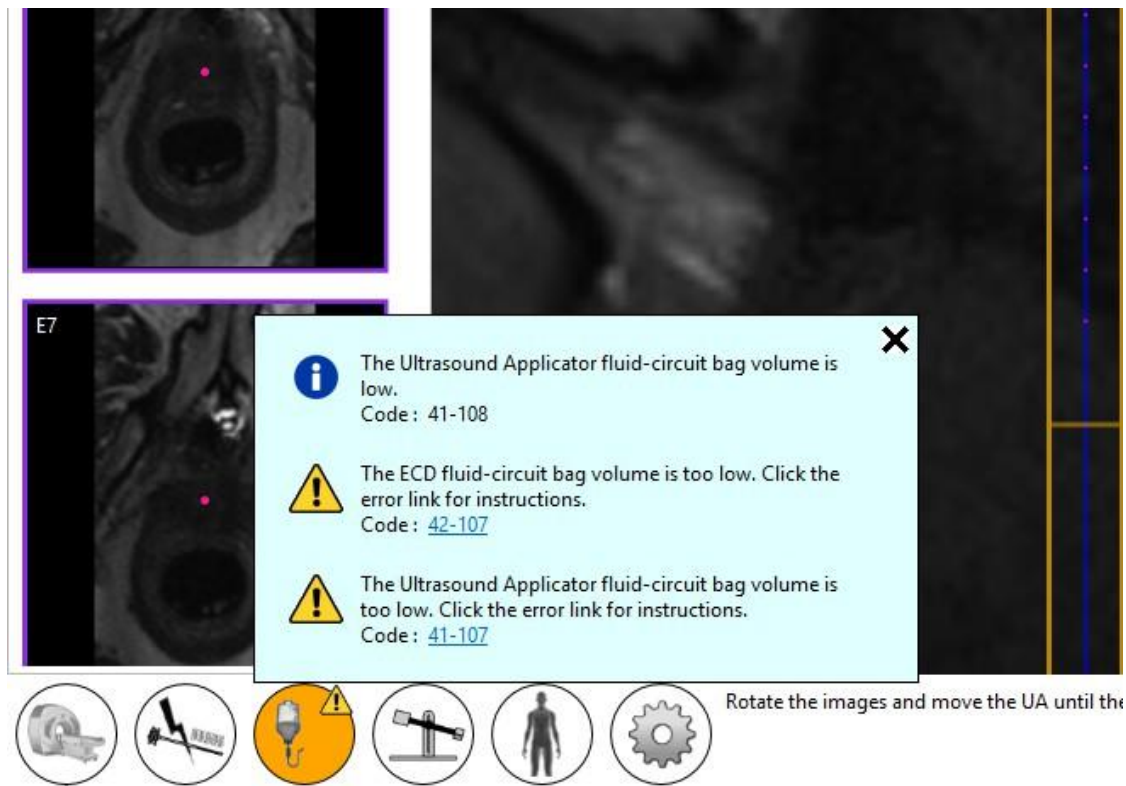 E7
The Ultrasound Applicator fluid-circuit bag volume is
low.
Code : 41-108
The ECD fluid-circuit bag volume is too low. Click the
error link for instructions.
Code : 42-107
The Ultrasound Applicator fluid-circuit bag volume is
too low. Click the error link for instructions.
Code : 41-107
Rotate the images and move the UA until the